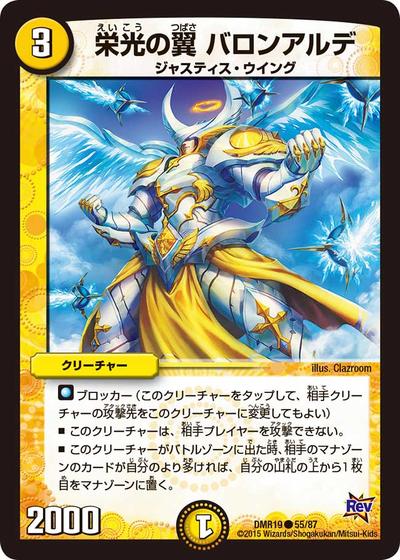 3
えいこう つばさ
栄光の翼 バロンアルデ
ジャスティス・ウイング
illus. Clazroom
クリーチャー
ブロッカー (このクリーチャーをタップして、相手クリー
チャーの攻撃先をこのクリーチャーに変更してもよい)
■ このクリーチャーは、相手プレイヤーを攻撃できない。
■ このクリーチャーがバトルゾーンに出た時、相手のマナゾー
ンのカードが自分のより多ければ、自分の山札の上から1枚
目をマナゾーンに置く。
Rev
2000
1
DMR19 ● 55/87
©2015 Wizards/Shogakukan/Mitsui-Kids